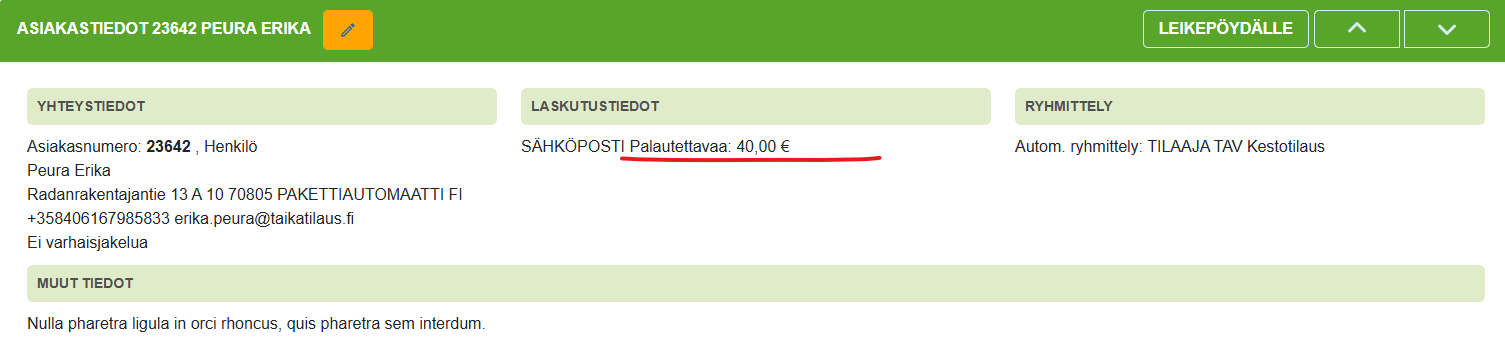 ASIAKASTIEDOT 23642 PEURA ERIKA
LEIKEPÖYDÄLLE
YHTEYSTIEDOT
Asiakasnumero: 23642 , Henkilö
Peura Erika
Radanrakentajantie 13 A 10 70805 PAKETTIAUTOMAATTI FI
+358406167985833 erika.peura@taikatilaus.fi
Ei varhaisjakelua
LASKUTUSTIEDOT
SÄHKÖPOSTI Palautettavaa: 40,00 €
RYHMITTELY
Autom. ryhmittely: TILAAJA TAV Kestotilaus
MUUT TIEDOT
Nulla pharetra ligula in orci rhoncus, quis pharetra sem interdum.